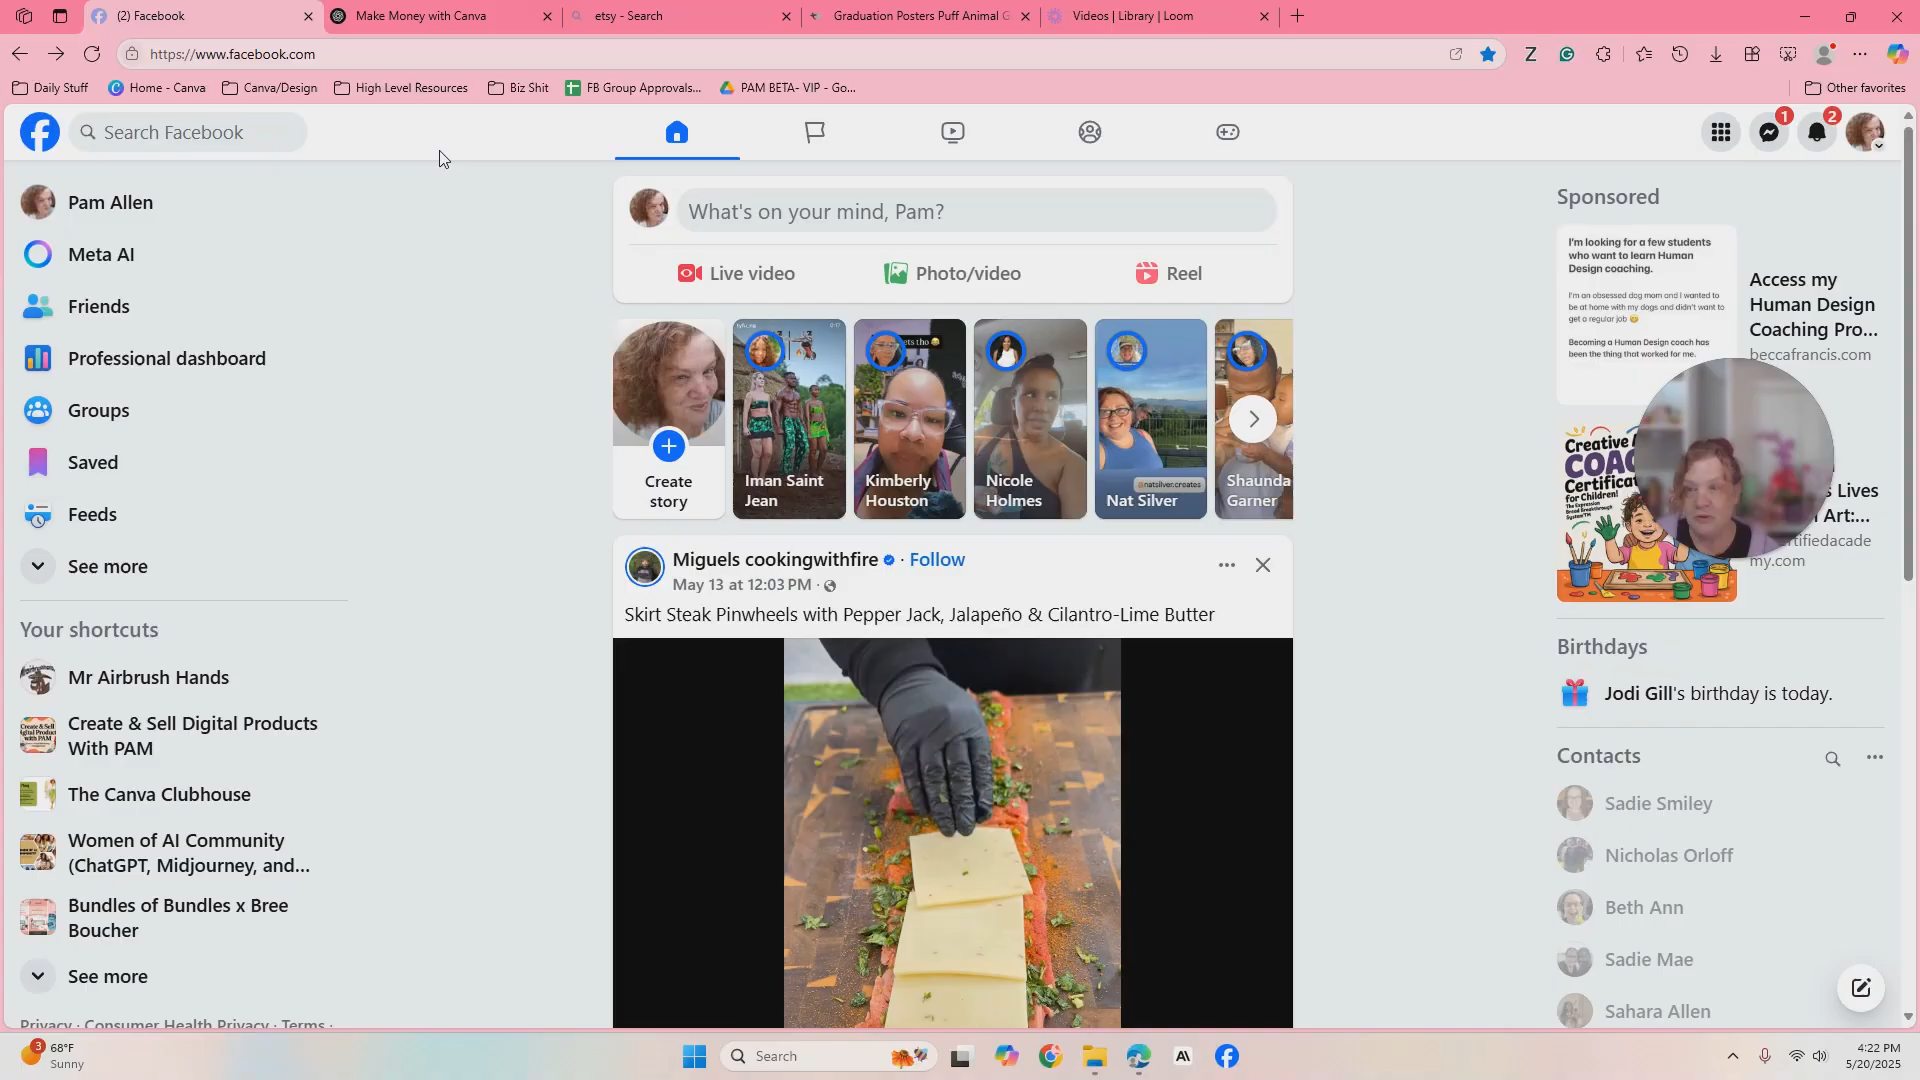 (2) Facebook
Make Money with Canva
etsy - Search
Graduation Posters Puff Animal G
Videos | Library | Loom
https://www.facebook.com
Daily Stuff
Home - Canva
Canva/Design
High Level Resources
Biz Shit
FB Group Approvals...
PAM BETA- VIP - Go...
Other favorites
Search Facebook
1
2
Pam Allen
Meta AI
Friends
Professional dashboard
Groups
Saved
Feeds
See more
Your shortcuts
Mr Airbrush Hands
Create & Sell Digital Products
With PAM
The Canva Clubhouse
Women of AI Community
(ChatGPT, Midjourney, and...
Bundles of Bundles x Bree
Boucher
See more
Privacy · Consumer Health Privacy · Terms ·
What's on your mind, Pam?
Live video
Photo/video
Reel
Create
story
Iman Saint
Jean
Kimberly
Houston
Nicole
Holmes
@natsilver.creates
Nat Silver
Shaunda
Garner
Miguels cookingwithfire · Follow
May 13 at 12:03 PM ·
Skirt Steak Pinwheels with Pepper Jack, Jalapeño & Cilantro-Lime Butter
Sponsored
I'm looking for a few students
who want to learn Human
Design coaching.
I'm an obsessed dog mom and I wanted to
be at home with my dogs and didn't want to
get a regular job
Becoming a Human Design coach has
been the thing that worked for me.
Access my
Human Design
Coaching Pro...
beccafrancis.com
Creative
COAC
Certificat
for Children!
s Lives
Art:...
rtifiedacade
my.com
Birthdays
Jodi Gill's birthday is today.
Contacts
Sadie Smiley
Nicholas Orloff
Beth Ann
Sadie Mae
Sahara Allen
3
68°F
Sunny
Search
4:22 PM
5/20/2025